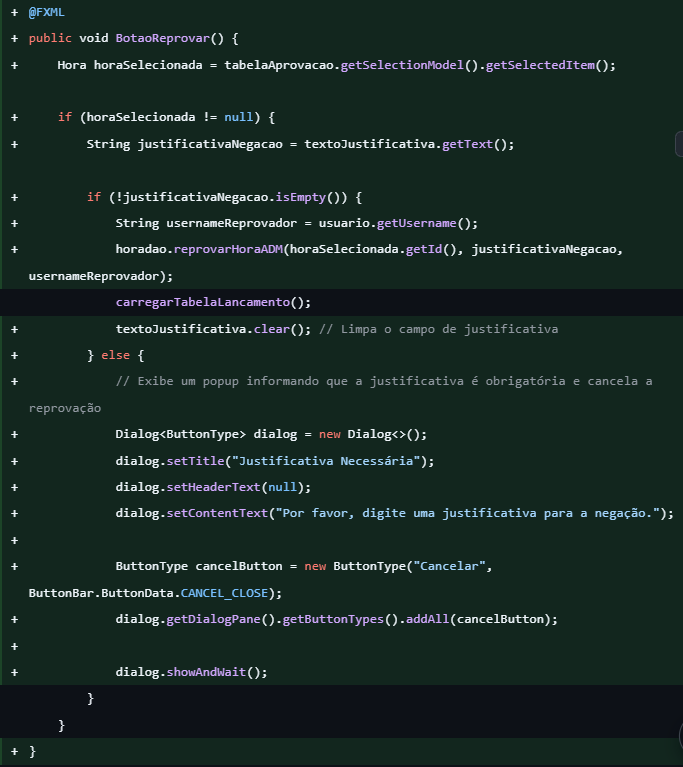 + @FXML
+ public void BotaoReprovar() {
+     Hora horaSelecionada = tabelaAprovacao.getSelectionModel().getSelectedItem();
+     if (horaSelecionada != null) {
+         String justificativaNegacao = textoJustificativa.getText();
+         if (!justificativaNegacao.isEmpty()) {
+             String usernameReprovador = usuario.getUsername();
+             horadao.reprovarHoraADM(horaSelecionada.getId(), justificativaNegacao,
usernameReprovador);
              carregarTabelaLancamento();
+             textoJustificativa.clear(); // Limpa o campo de justificativa
+         } else {
+             // Exibe um popup informando que a justificativa é obrigatória e cancela a
reprovação
+             Dialog<ButtonType> dialog = new Dialog<>();
+             dialog.setTitle("Justificativa Necessária");
+             dialog.setHeaderText(null);
+             dialog.setContentText("Por favor, digite uma justificativa para a negação.");
+
+             ButtonType cancelButton = new ButtonType("Cancelar",
ButtonBar.ButtonData.CANCEL_CLOSE);
+             dialog.getDialogPane().getButtonTypes().addAll(cancelButton);
+
+             dialog.showAndWait();
          }
      }
+ }